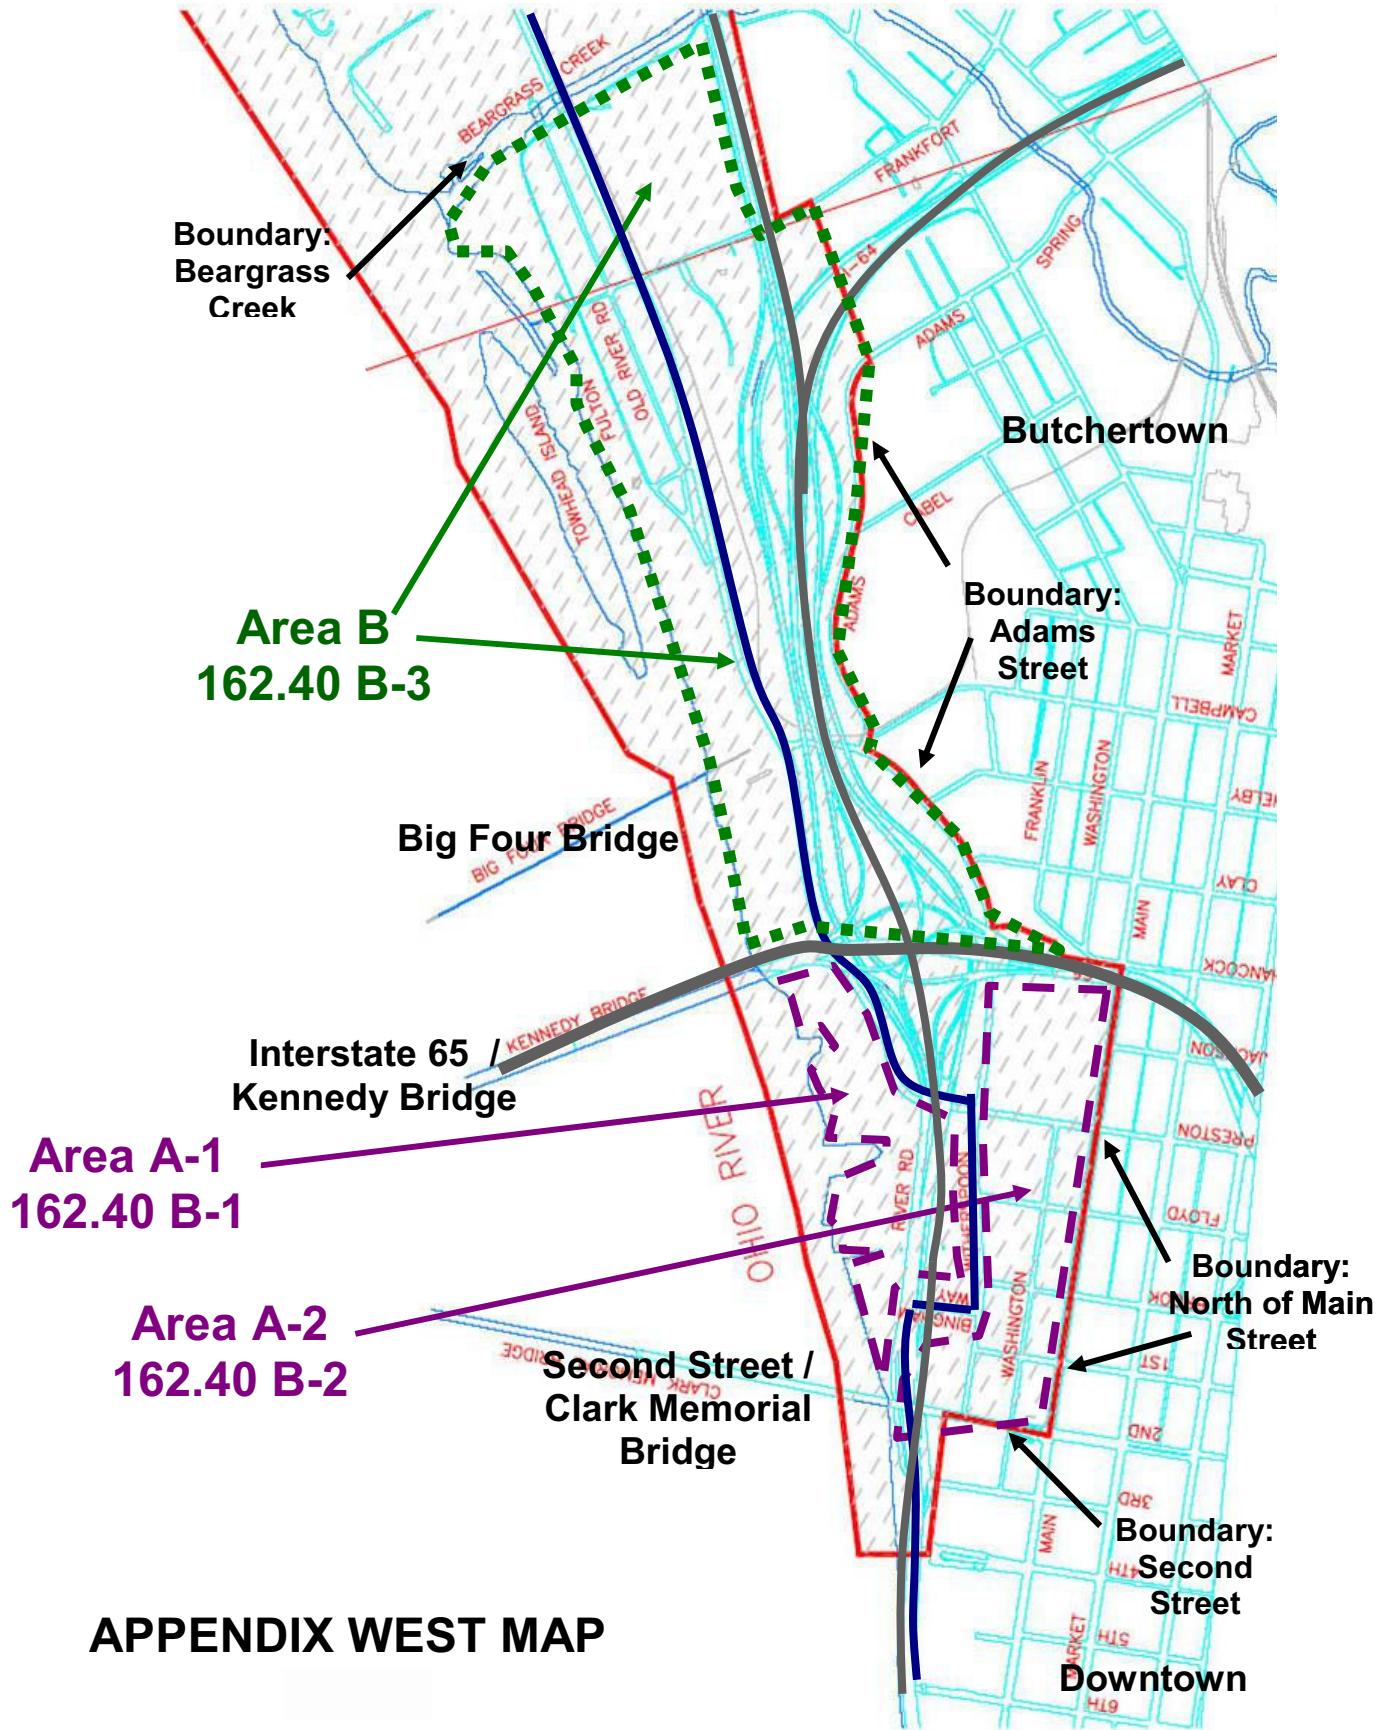 BEARGRASS CREEK
FRANKFORT
Boundary:
Beargrass
Creek
SPRING
I-64
ADAMS
OLD RIVER RD
FULTON
TOWHEAD ISLAND
Butchertown
CABEL
ADAMS
Boundary:
Adams
Street
Area B
162.40 B-3
MARKET
CAMPBELL
FRANKLIN
WASHINGTON
Big Four Bridge
BIG FOUR BRIDGE
CLAY
MAIN
HANCOCK
KENNEDY BRIDGE
Interstate 65 /
Kennedy Bridge
JACKSON
OHIO RIVER
PRESTON
Area A-1
162.40 B-1
RIVER RD
WITHERSPOON
FLOYD
Boundary:
North of Main
Street
WASHINGTON
BINGHAM
WAY
Area A-2
162.40 B-2
CLARK MEMORIAL BRIDGE
Second Street /
Clark Memorial
Bridge
1ST
2ND
3RD
MAIN
Boundary:
Second
Street
4TH
APPENDIX WEST MAP
MARKET
5TH
Downtown
6TH